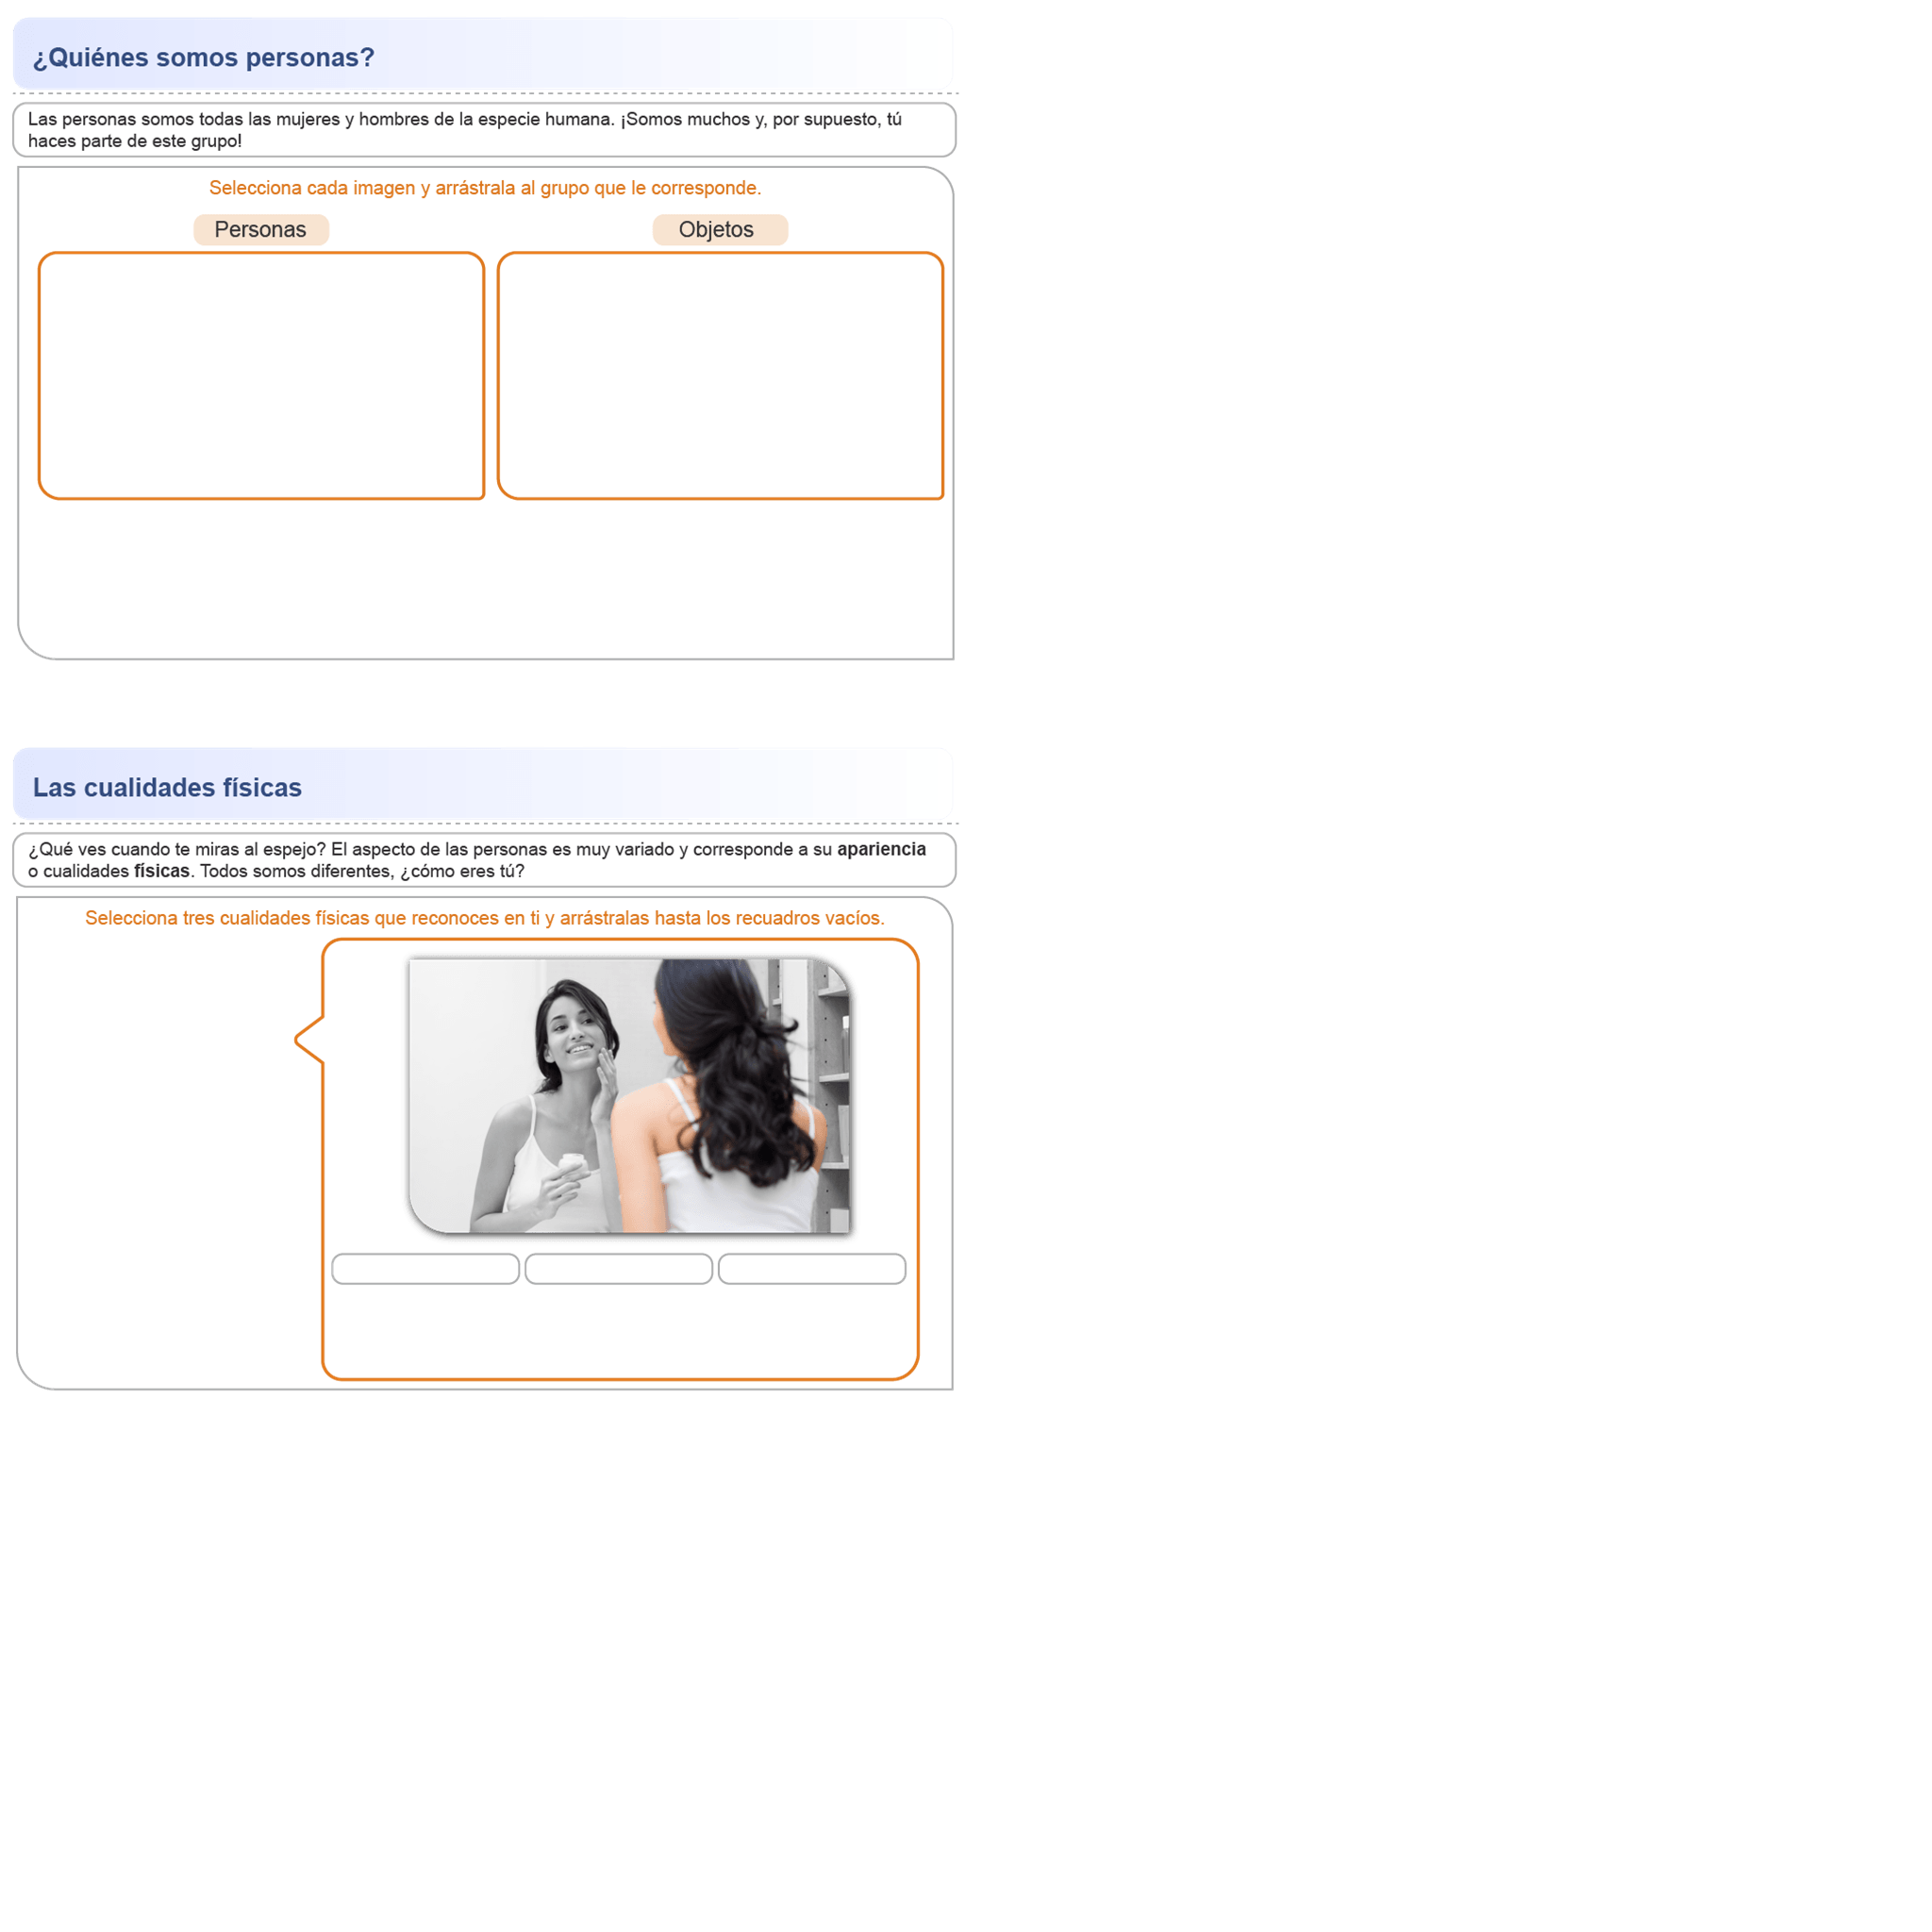 ¿Quiénes somos personas?
Las personas somos todas las mujeres y hombres de la especie humana. ¡Somos muchos y, por supuesto, tú
haces parte de este grupo!
Selecciona cada imagen y arrástrala al grupo que le corresponde.
Personas
Objetos
Las cualidades físicas
¿Qué ves cuando te miras al espejo? El aspecto de las personas es muy variado y corresponde a su apariencia
o cualidades físicas. Todos somos diferentes, ¿cómo eres tú?
Selecciona tres cualidades físicas que reconoces en ti y arrástralas hasta los recuadros vacíos.